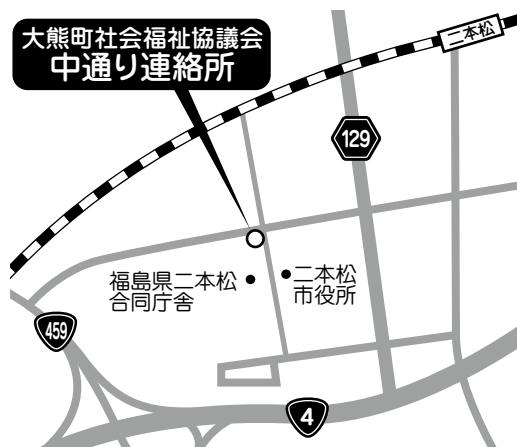 大熊町社会福祉協議会
中通り連絡所
二本松
129
福島県二本松
合同庁舎
二本松
市役所
459
4